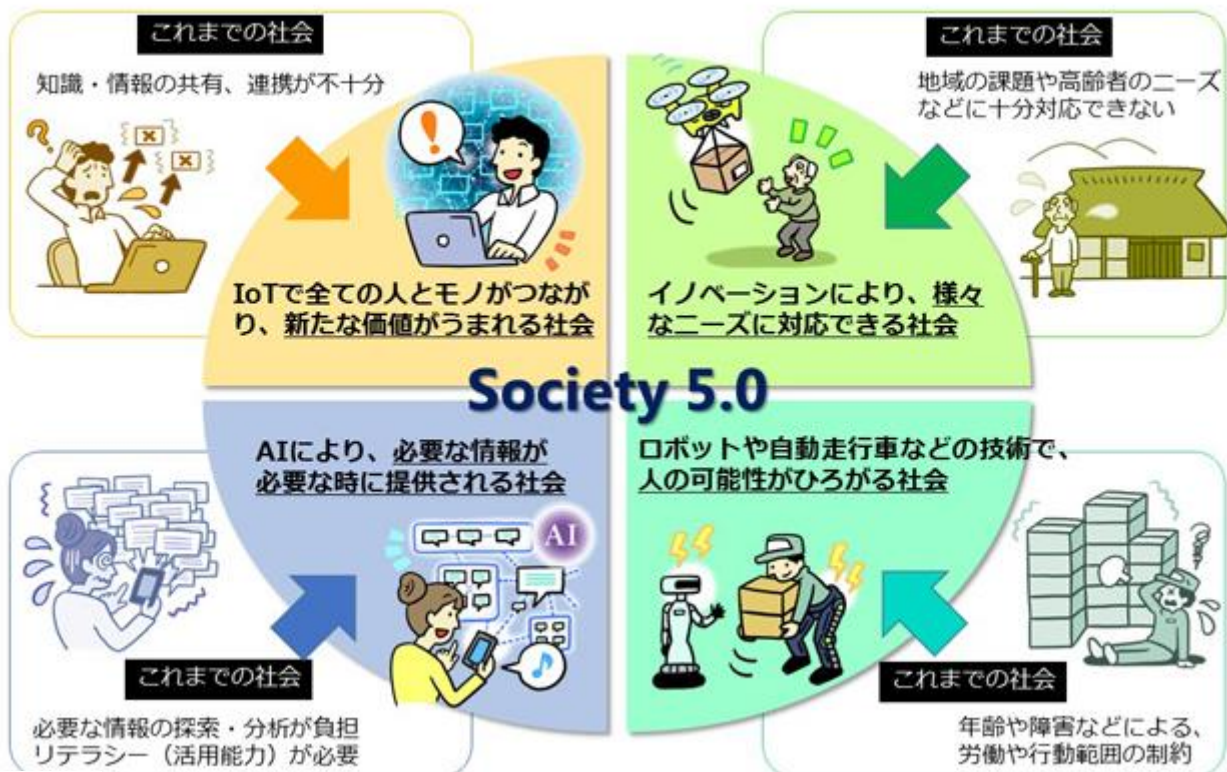 これまでの社会
知識・情報の共有、連携が不十分
IoTで全ての人とモノがつなが
り、新たな価値がうまれる社会
これまでの社会
地域の課題や高齢者のニーズ
などに十分対応できない
イノベーションにより、様々
なニーズに対応できる社会
Society 5.0
AIにより、必要な情報が
必要な時に提供される社会
AI
これまでの社会
必要な情報の探索・分析が負担
リテラシー（活用能力）が必要
ロボットや自動走行車などの技術で、
人の可能性がひろがる社会
これまでの社会
年齢や障害などによる、
労働や行動範囲の制約